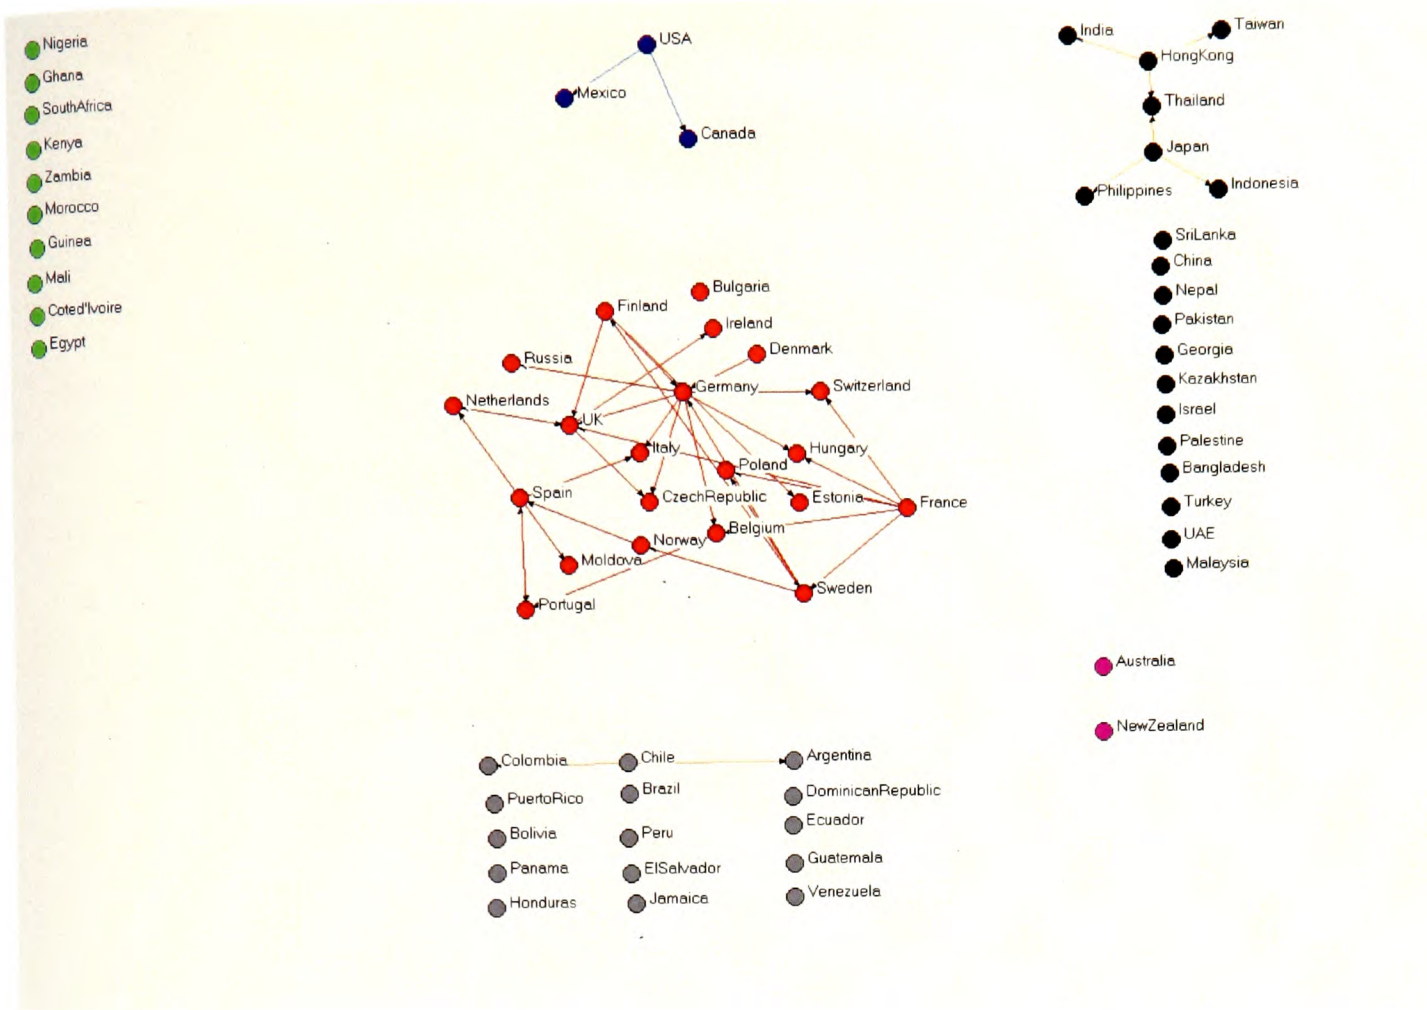 Nigeria
Ghana
SouthAfrica
Kenya
Zambia
Morocco
Guinea
Mali
Coted'Ivoire
Egypt
USA
Mexico
Canada
India
Taiwan
HongKong
Thailand
Japan
Philippines
Indonesia
SriLanka
China
Nepal
Pakistan
Georgia
Kazakhstan
Israel
Palestine
Bangladesh
Turkey
UAE
Malaysia
Bulgaria
Finland
Ireland
Denmark
Russia
Germany
Switzerland
Netherlands
UK
Italy
Hungary
Poland
Spain
CzechRepublic
Estonia
France
Belgium
Norway
Moldova
Sweden
Portugal
Australia
NewZealand
Colombia
Chile
Argentina
PuertoRico
Brazil
DominicanRepublic
Bolivia
Peru
Ecuador
Panama
ElSalvador
Guatemala
Honduras
Jamaica
Venezuela